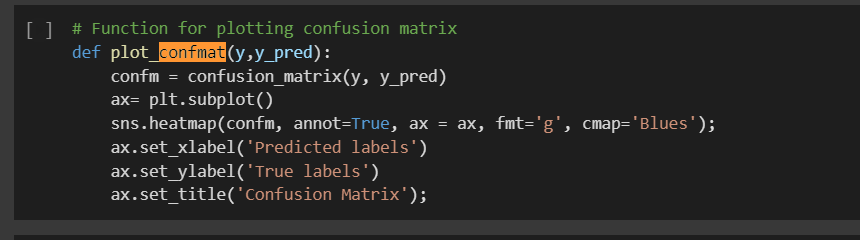 [ ] # Function for plotting confusion matrix
def plot_confmat(y,y_pred):
    confm = confusion_matrix(y, y_pred)
    ax= plt.subplot()
    sns.heatmap(confm, annot=True, ax = ax, fmt='g', cmap='Blues');
    ax.set_xlabel('Predicted labels')
    ax.set_ylabel('True labels')
    ax.set_title('Confusion Matrix');